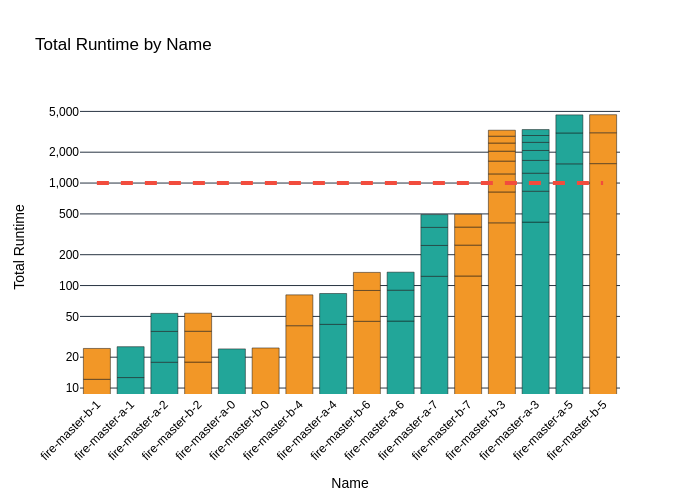 Total Runtime by Name
5,000
2,000
1,000
500
200
100
50
20
10
Total Runtime
fire-master-b-1
fire-master-a-1
fire-master-a-2
fire-master-b-2
fire-master-a-0
fire-master-b-0
fire-master-b-4
fire-master-a-4
fire-master-b-6
fire-master-a-6
fire-master-a-7
fire-master-b-7
fire-master-b-3
fire-master-a-3
fire-master-a-5
fire-master-b-5
Name